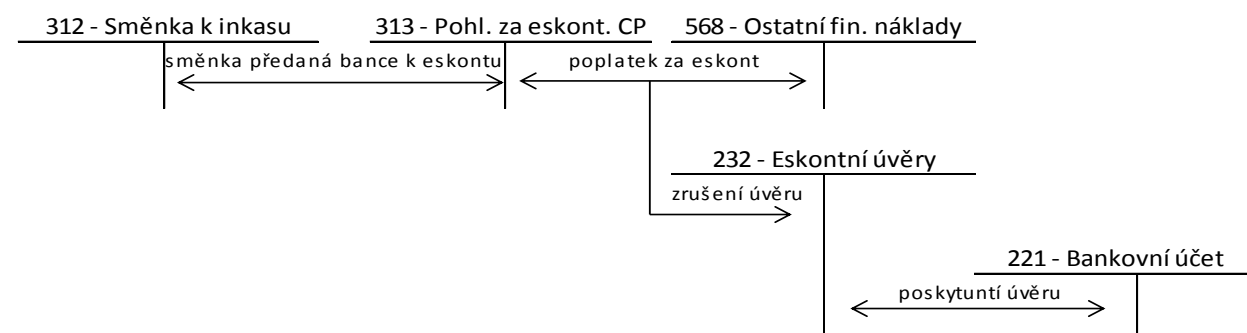 312 - Směnka k inkasu
313 - Pohl. za eskont. CP
568 - Ostatní fin. náklady
směnka předaná bance k eskontu
poplatek za eskont
232 - Eskontní úvěry
zrušení úvěru
221 - Bankovní účet
poskytuntí úvěru